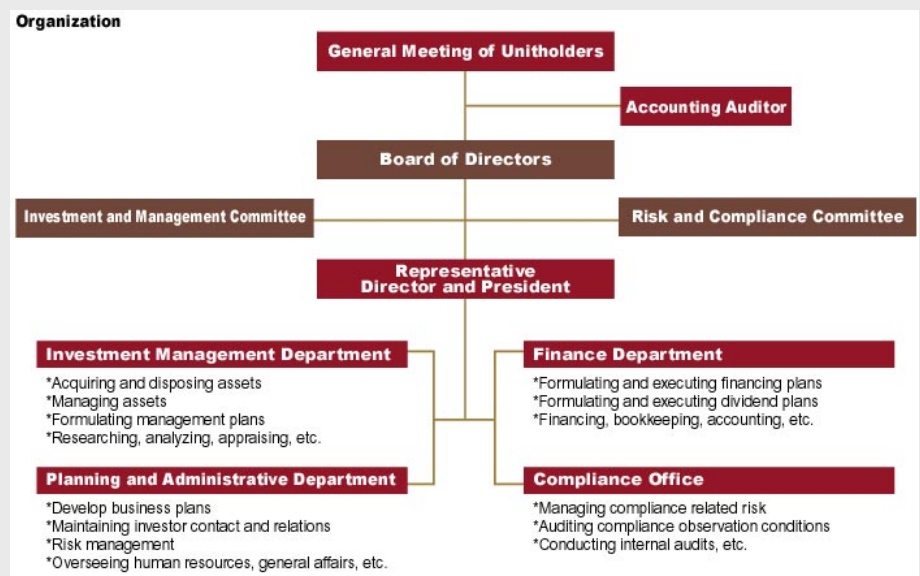 Organization
General Meeting of Unitholders
Accounting Auditor
Board of Directors
Investment and Management Committee
Risk and Compliance Committee
Representative
Director and President
Investment Management Department
*Acquiring and disposing assets
*Managing assets
*Formulating management plans
*Researching, analyzing, appraising, etc.
Finance Department
*Formulating and executing financing plans
*Formulating and executing dividend plans
*Financing, bookkeeping, accounting, etc.
Planning and Administrative Department
*Develop business plans
*Maintaining investor contact and relations
*Risk management
*Overseeing human resources, general affairs, etc.
Compliance Office
*Managing compliance related risk
*Auditing compliance observation conditions
*Conducting internal audits, etc.